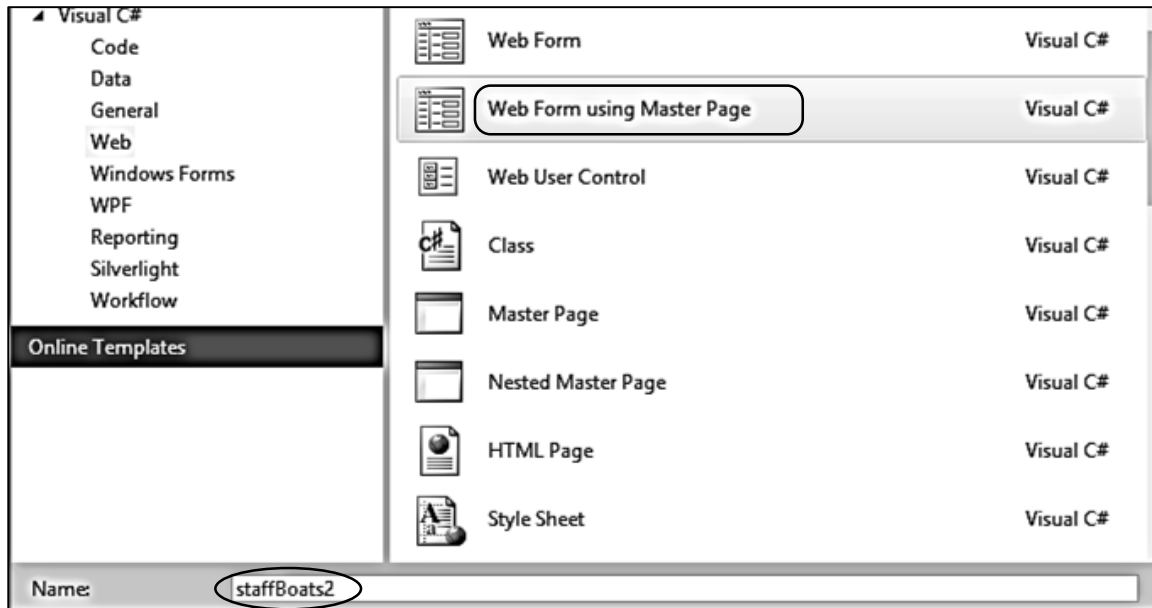 Visual C#
Code
Data
General
Web
Windows Forms
WPF
Reporting
Silverlight
Workflow
Online Templates
Web Form Visual C#
Web Form using Master Page Visual C#
Web User Control Visual C#
C# Class Visual C#
Master Page Visual C#
Nested Master Page Visual C#
HTML Page Visual C#
Aa Style Sheet Visual C#
Name: staffBoats2